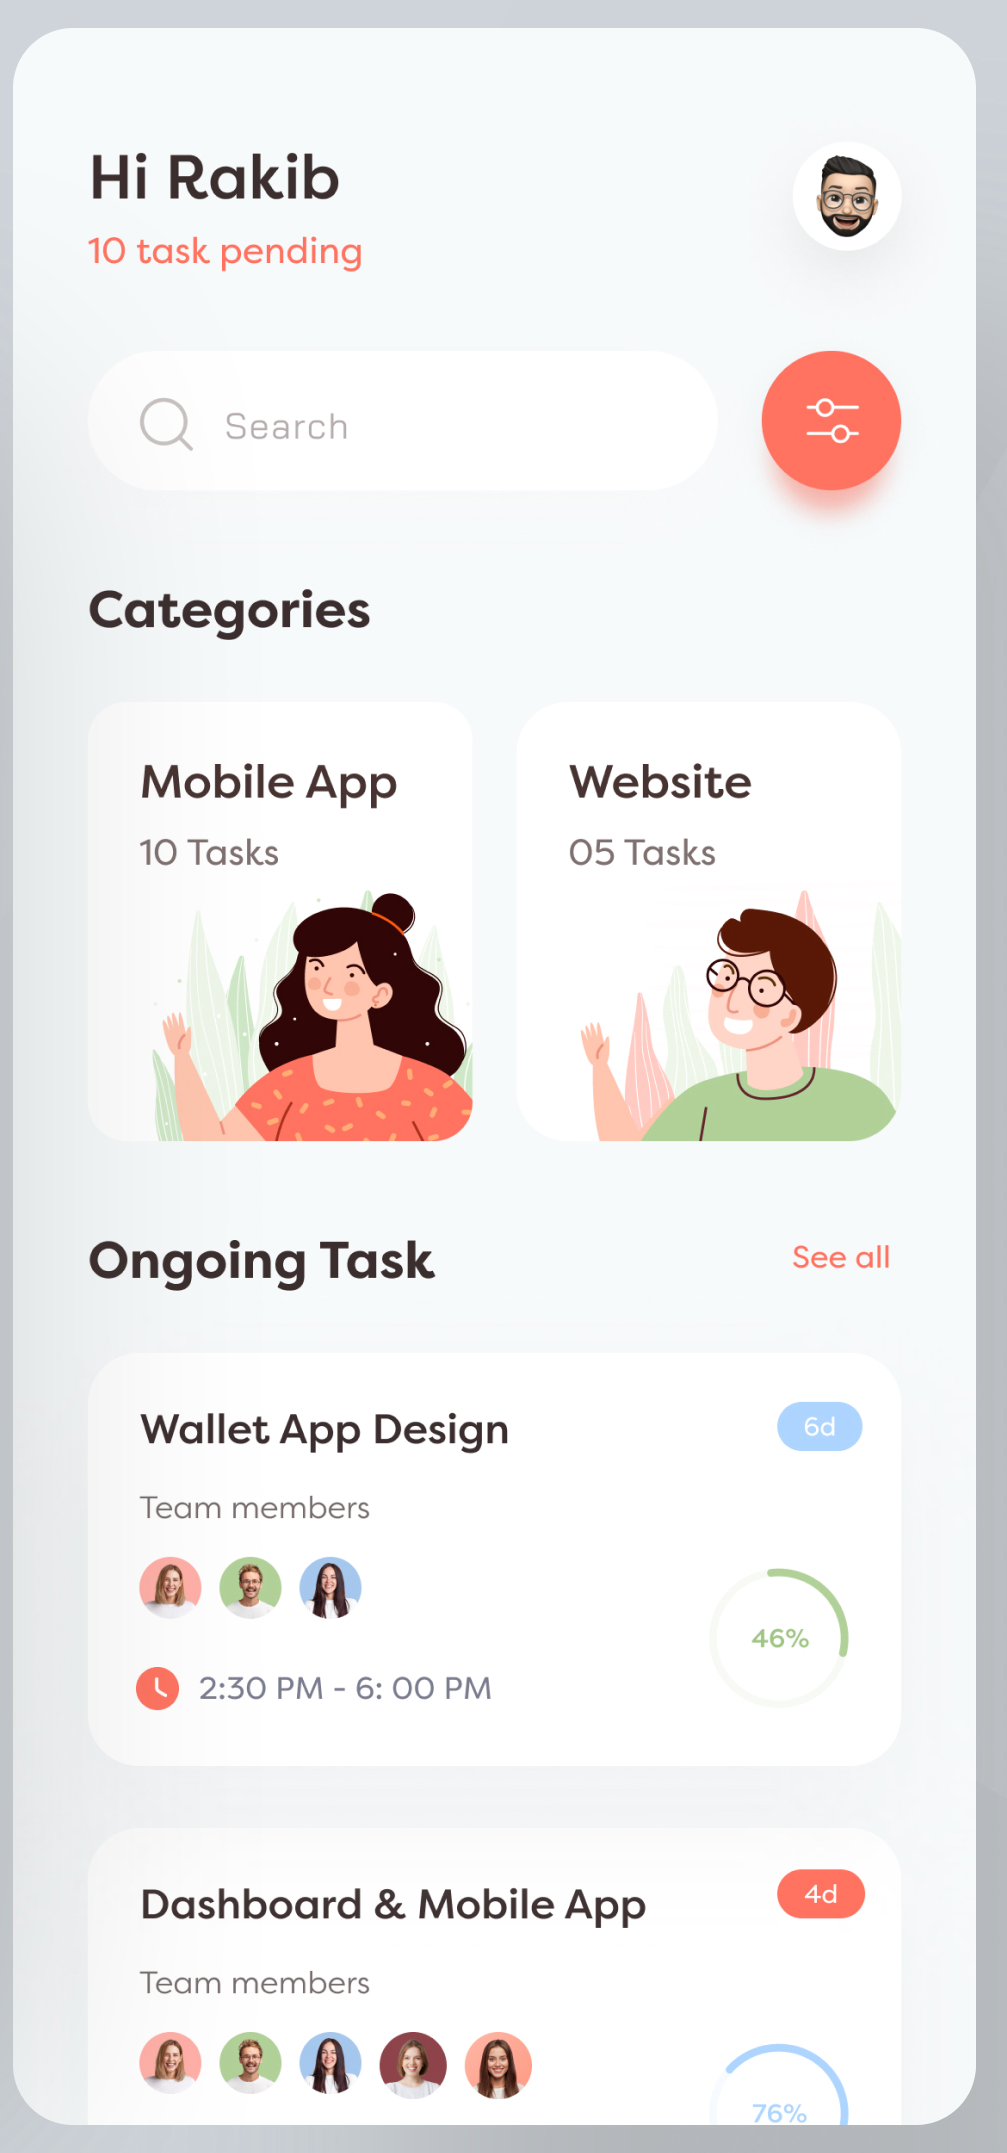 Hi Rakib
10 task pending
Search
Categories
Mobile App
10 Tasks
Website
05 Tasks
Ongoing Task
See all
Wallet App Design
6d
Team members
46%
2:30 PM - 6: 00 PM
Dashboard & Mobile App
4d
Team members
76%